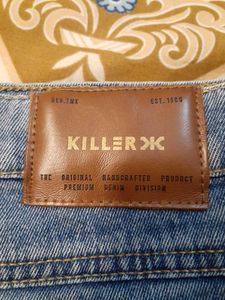 REG.TMK EST.1989
KILLER
THE ORIGINAL HANDCRAFTED PRODUCT
PREMIUM DENIM DIVISION